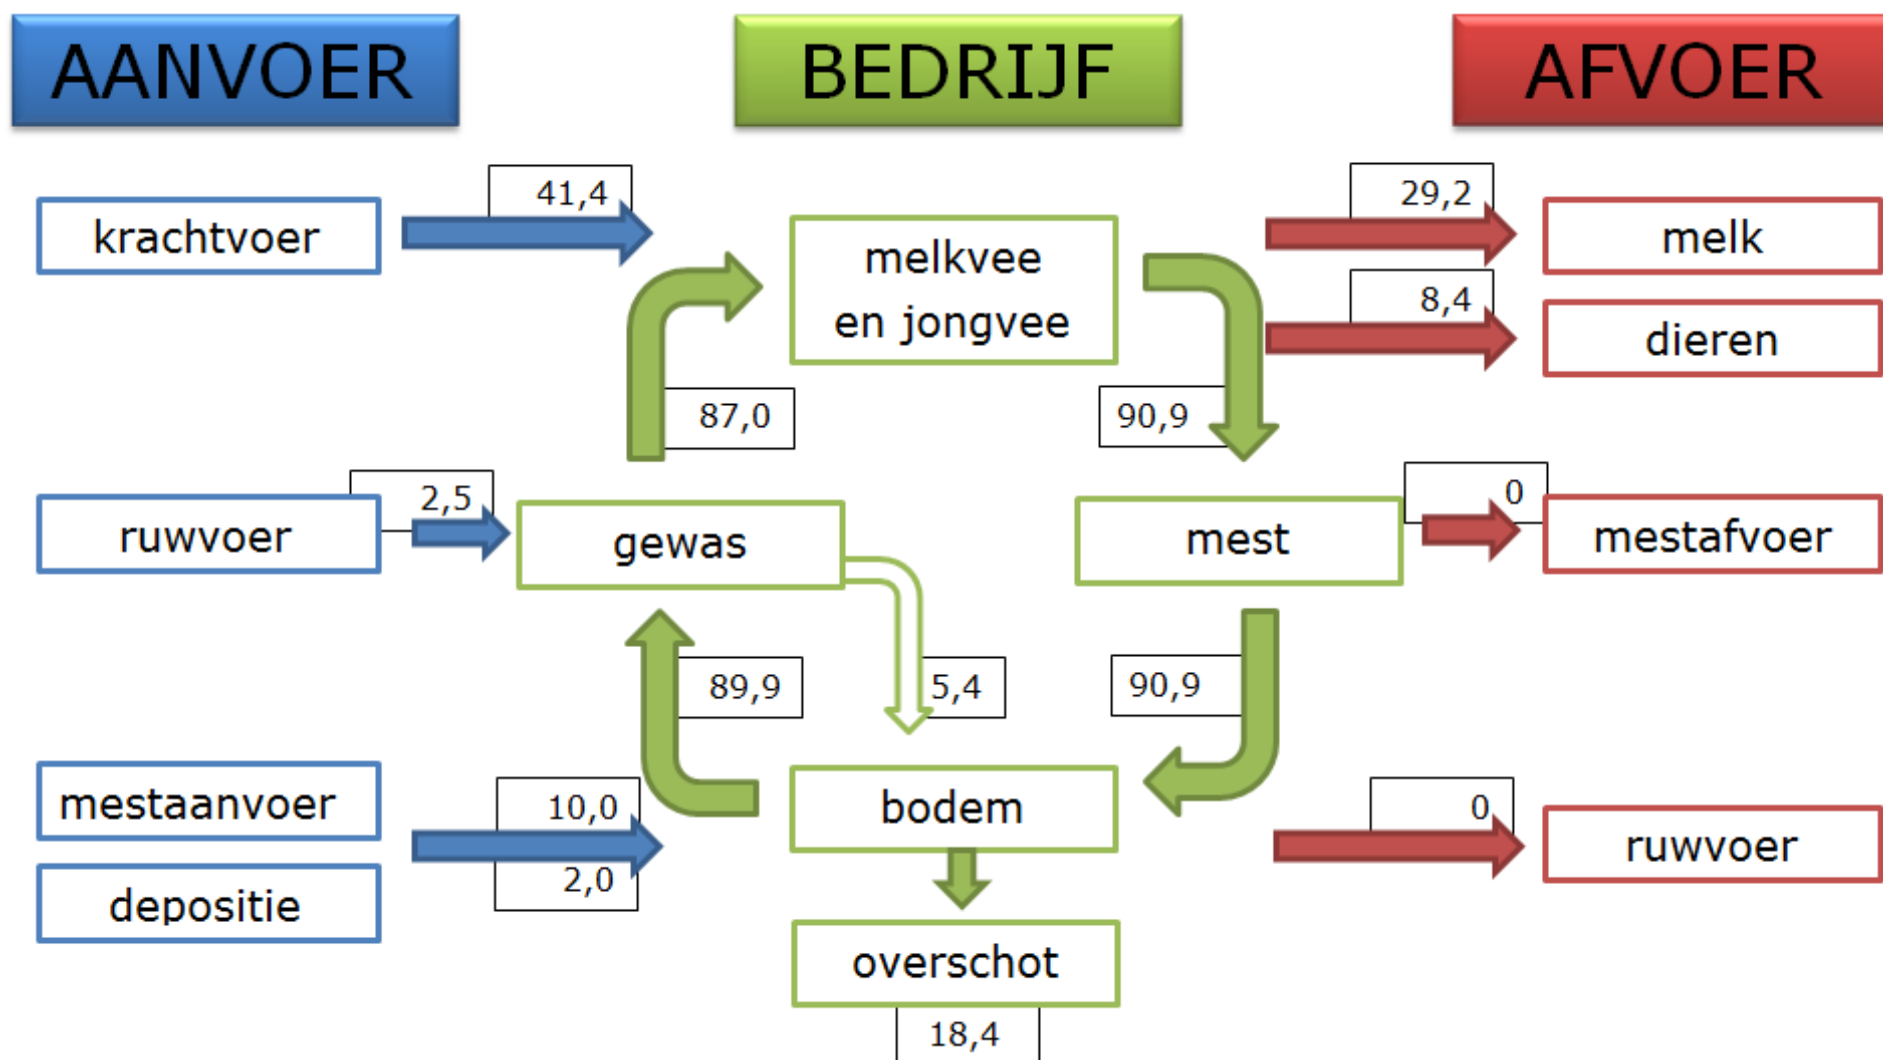 AANVOER
BEDRIJF
AFVOER
krachtvoer
41,4
melkvee
en jongvee
29,2
melk
8,4
dieren
87,0
90,9
ruwvoer
2,5
gewas
mest
0
mestafvoer
89,9
5,4
90,9
mestaanvoer
10,0
bodem
0
ruwvoer
depositie
2,0
overschot
18,4